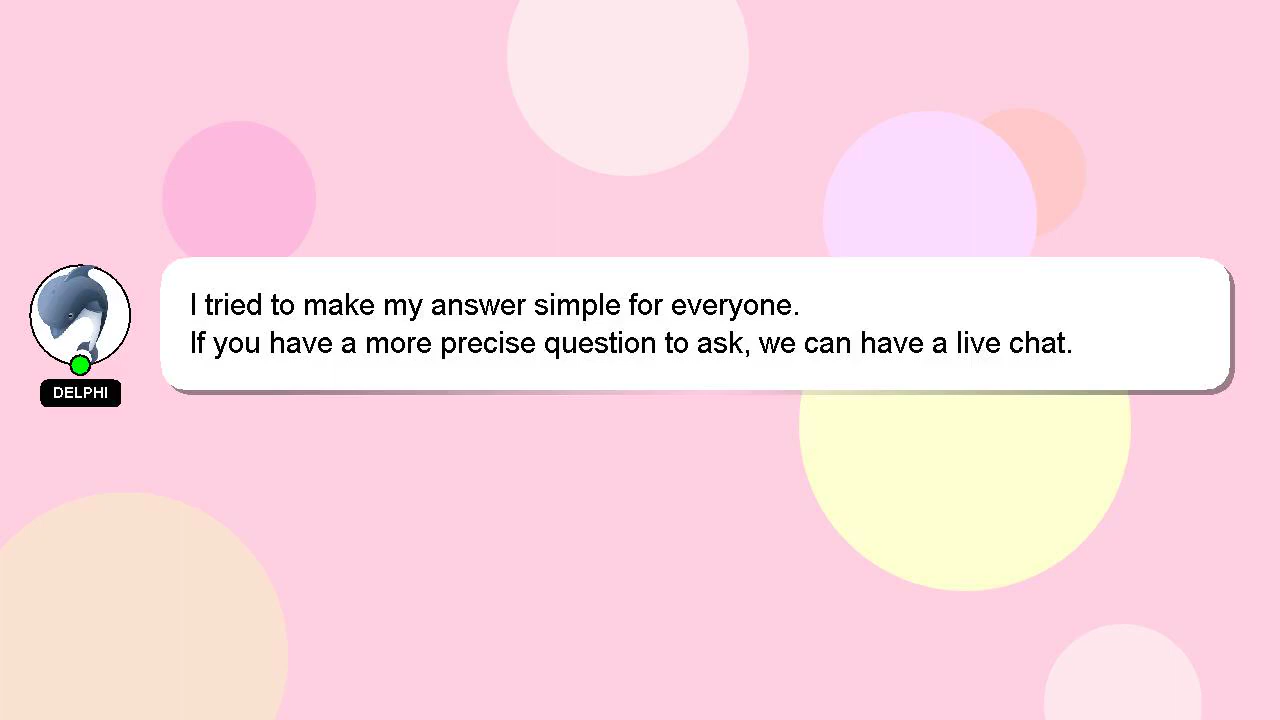 I tried to make my answer simple for everyone.
If you have a more precise question to ask, we can have a live chat.
DELPHI